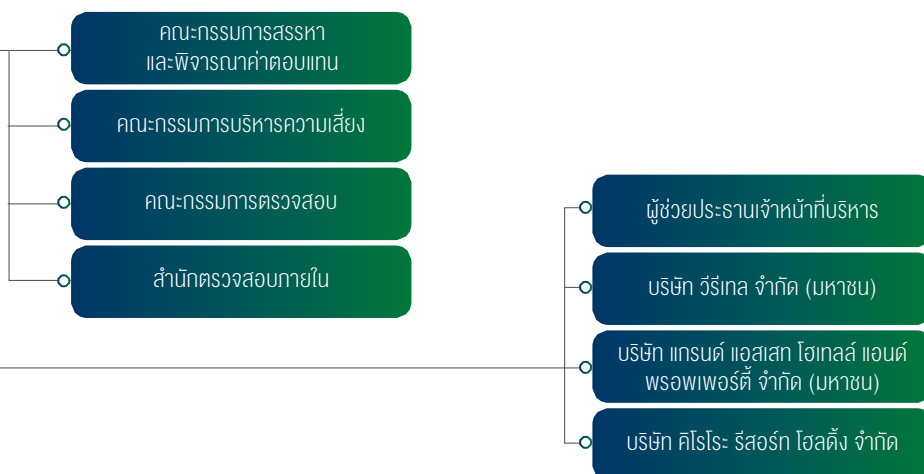 คณะกรรมการสรรหา
และพิจารณาค่าตอบแทน
คณะกรรมการบริหารความเสี่ยง
คณะกรรมการตรวจสอบ
สำนักตรวจสอบภายใน
ผู้ช่วยประธานเจ้าหน้าที่บริหาร
บริษัท วีรีเทล จำกัด (มหาชน)
บริษัท แกรนด์ แอสเสท โฮเทลล์ แอนด์
พรอพเพอร์ตี้ จำกัด (มหาชน)
บริษัท คิโรโระ รีสอร์ท โฮลดิ้ง จำกัด